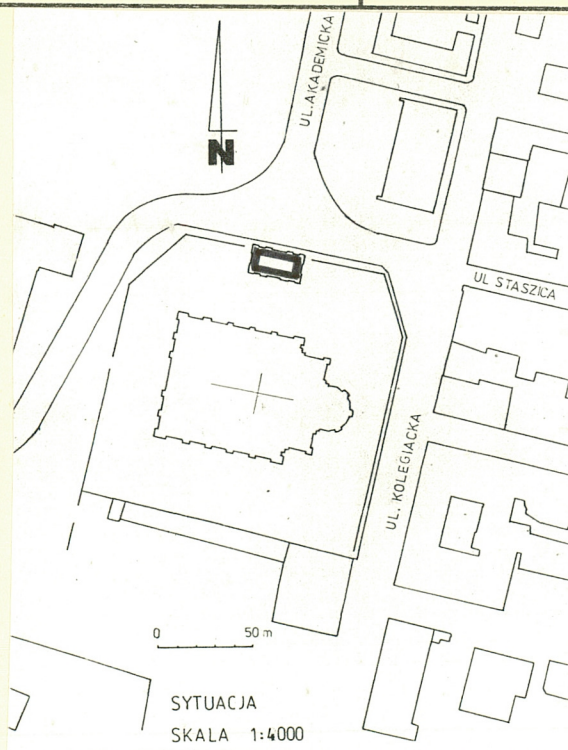 UL. AKADEMICKA
N
UL STASZICA
UL. KOLEGIACKA
0 50 m
SYTUACJA
SKALA 1:4000